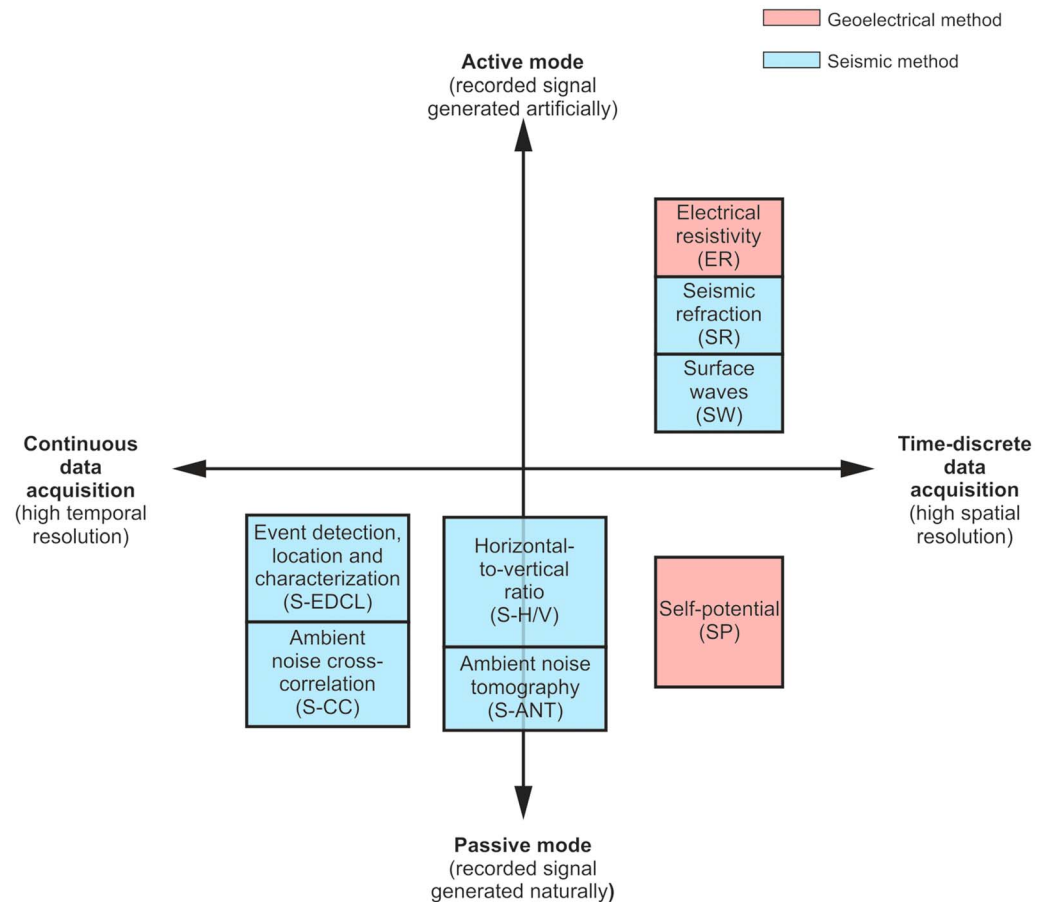 Geoelectrical method
Seismic method
Active mode
(recorded signal
generated artificially)
Electrical
resistivity
(ER)
Seismic
refraction
(SR)
Surface
waves
(SW)
Continuous
data
acquisition
(high temporal
resolution)
Time-discrete
data
acquisition
(high spatial
resolution)
Event detection,
location and
characterization
(S-EDCL)
Ambient
noise cross-
correlation
(S-CC)
Horizontal-
to-vertical
ratio
(S-H/V)
Ambient noise
tomography
(S-ANT)
Self-potential
(SP)
Passive mode
(recorded signal
generated naturally)